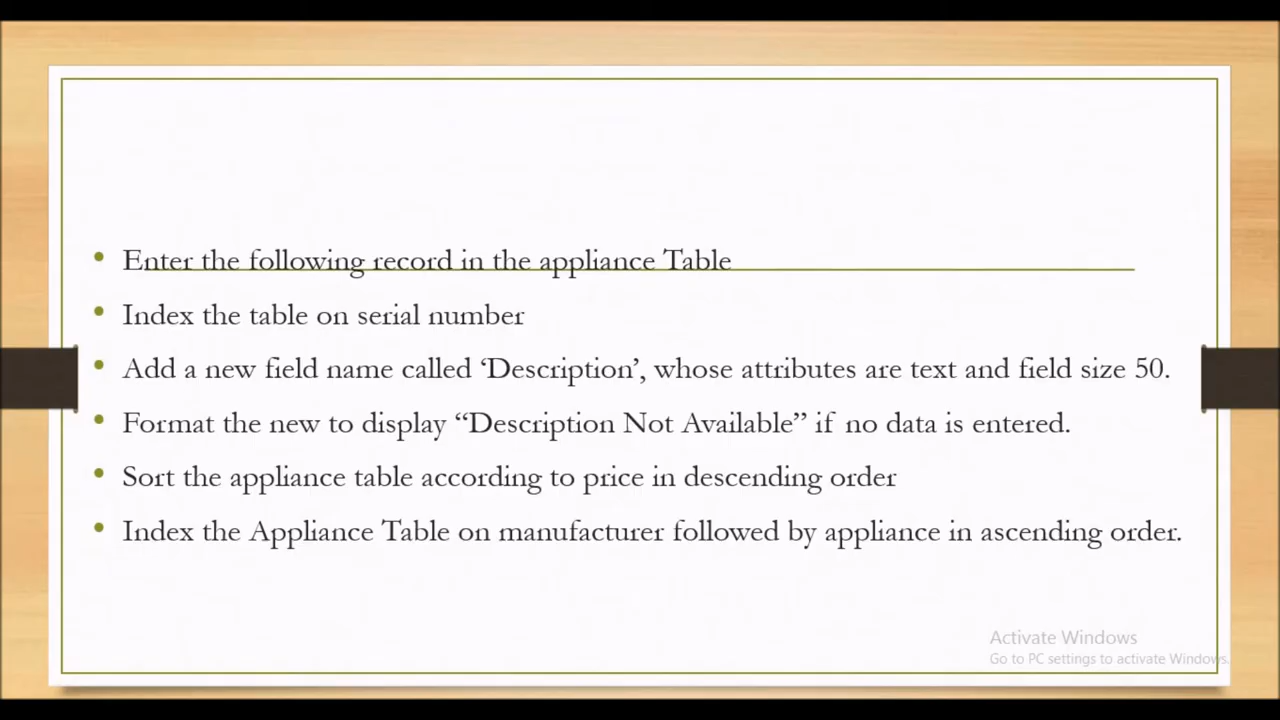 • Enter the following record in the appliance Table
• Index the table on serial number
• Add a new field name called ‘Description’, whose attributes are text and field size 50.
• Format the new to display “Description Not Available” if no data is entered.
• Sort the appliance table according to price in descending order
• Index the Appliance Table on manufacturer followed by appliance in ascending order.
Activate Windows
Go to PC settings to activate Windows.